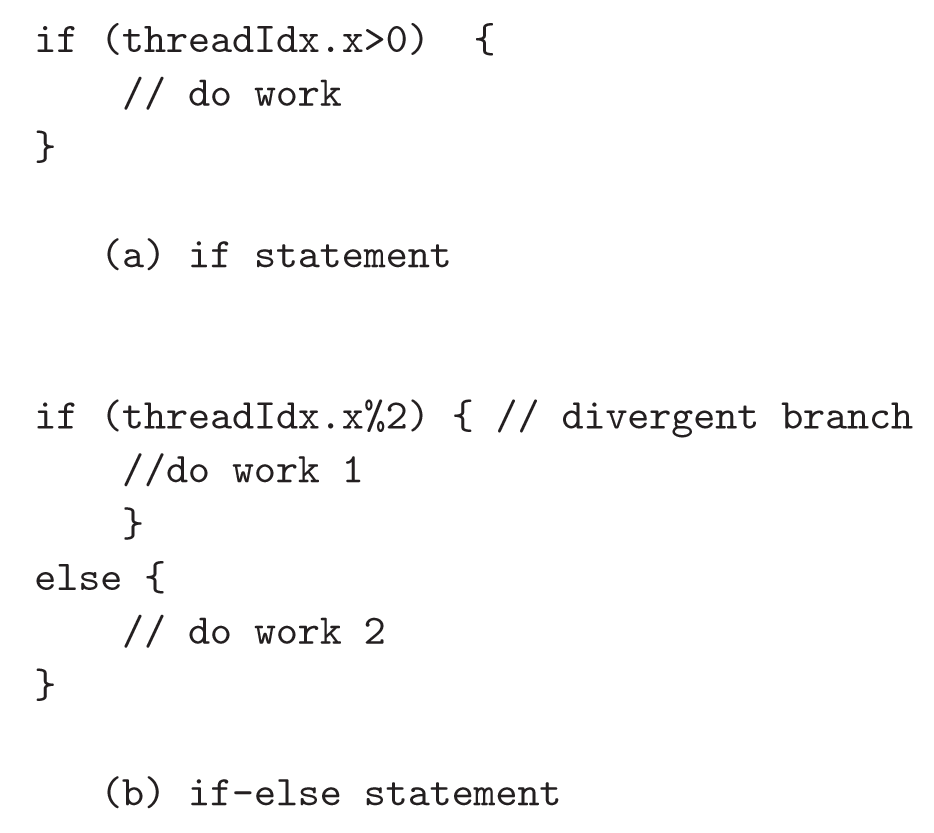 if (threadIdx.x>0)  {
    // do work
}
(a) if statement
if (threadIdx.x%2) { // divergent branch
    //do work 1
    }
else {
    // do work 2
}
(b) if-else statement